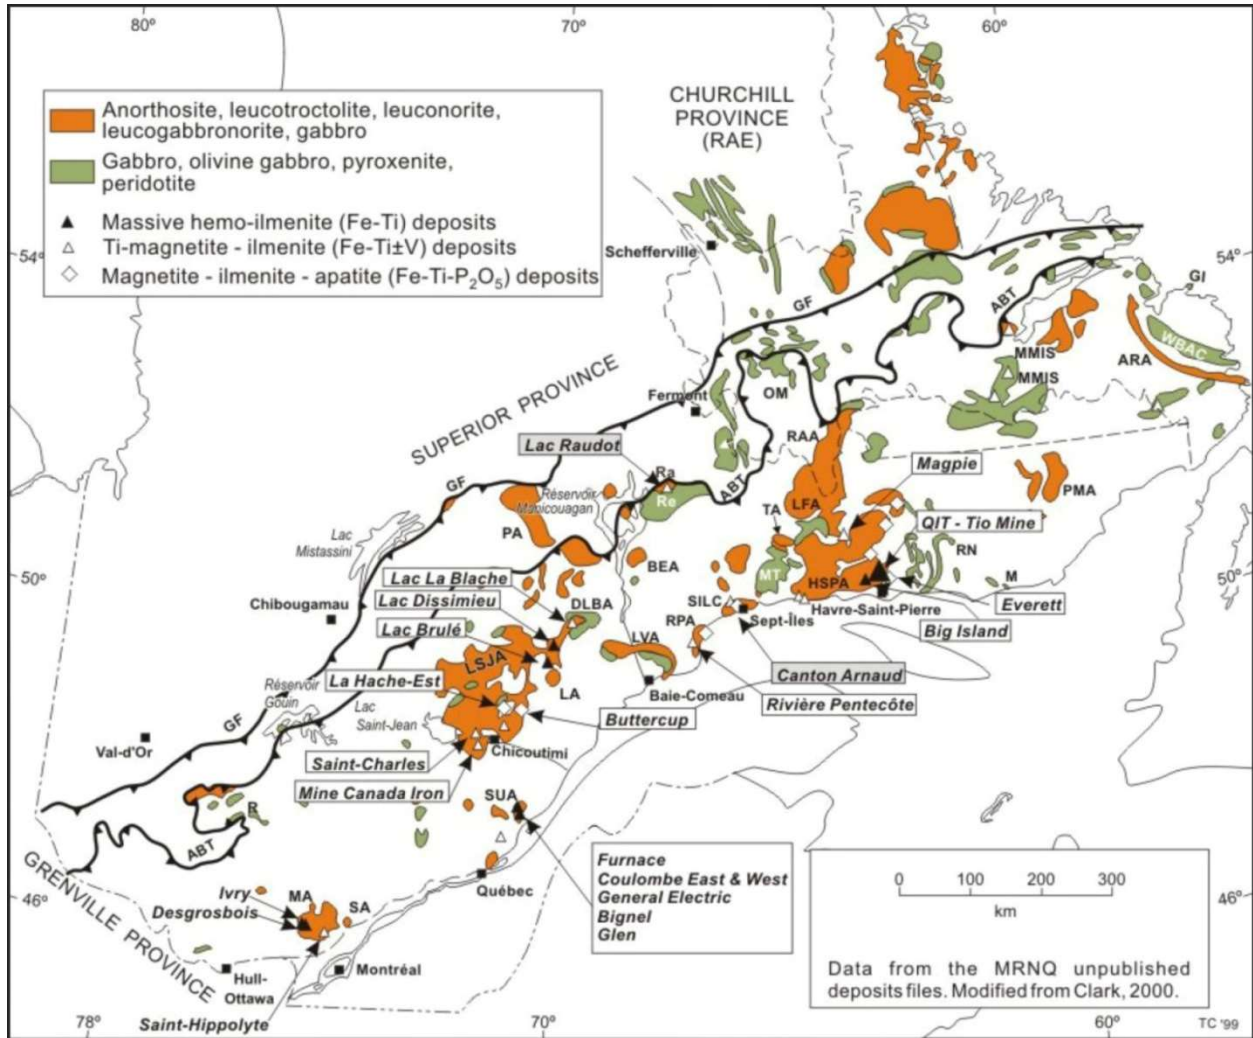 80º
70º
60º
CHURCHILL
PROVINCE
(RAE)
Anorthosite, leucotroctolite, leuconorite,
leucogabbronorite, gabbro
Gabbro, olivine gabbro, pyroxenite,
peridotite
Massive hemo-ilmenite (Fe-Ti) deposits
Ti-magnetite - ilmenite (Fe-Ti±V) deposits
Magnetite - ilmenite - apatite (Fe-Ti-P₂O₅) deposits
Schefferville
54º
54º
GI
GF
ABT
WBAC
MMIS
ARA
MMIS
SUPERIOR PROVINCE
Fermont
OM
RAA
Lac Raudot
Magpie
GF
Ra
Réservoir
Manicouagan
Re
ABT
PMA
LFA
TA
QIT - Tio Mine
PA
Lac
Mistassini
RN
BEA
MT
HSPA
M
50º
50º
Lac La Blache
Lac Dissimieu
DLBA
Chibougamau
SILC
Sept-Îles
Havre-Saint-Pierre
Everett
RPA
Big Island
Lac Brulé
LVA
LSJA
La Hache-Est
LA
Canton Arnaud
Réservoir
Gouin
Baie-Comeau
Rivière Pentecôte
Lac
Saint-Jean
Buttercup
GF
Val-d'Or
Chicoutimi
Saint-Charles
Mine Canada Iron
SUA
R
ABT
Furnace
Coulombe East & West
General Electric
Bignel
Glen
Québec
GRENVILLE PROVINCE
46º
46º
Ivry
MA
SA
Desgrosbois
0 100 200 300
km
Hull-
Ottawa
Montréal
Data from the MRNQ unpublished
deposits files. Modified from Clark, 2000.
Saint-Hippolyte
78º
70º
60º
TC '99